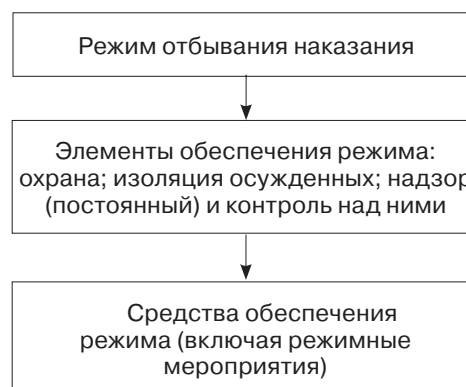 Режим отбывания наказания
Элементы обеспечения режима:
охрана; изоляция осужденных; надзор
(постоянный) и контроль над ними
Средства обеспечения
режима (включая режимные
мероприятия)